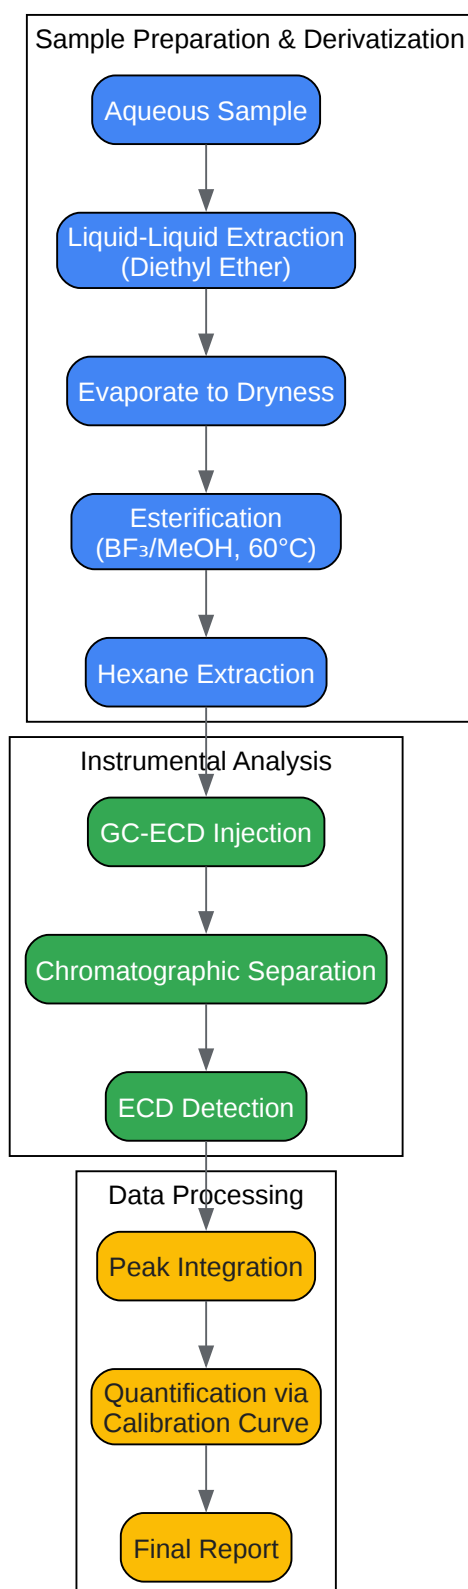 Sample Preparation & Derivatization
Aqueous Sample
Liquid-Liquid Extraction
(Diethyl Ether)
Evaporate to Dryness
Esterification
(BF₃/MeOH, 60°C)
Hexane Extraction
Instrumental Analysis
GC-ECD Injection
Chromatographic Separation
ECD Detection
Data Processing
Peak Integration
Quantification via
Calibration Curve
Final Report